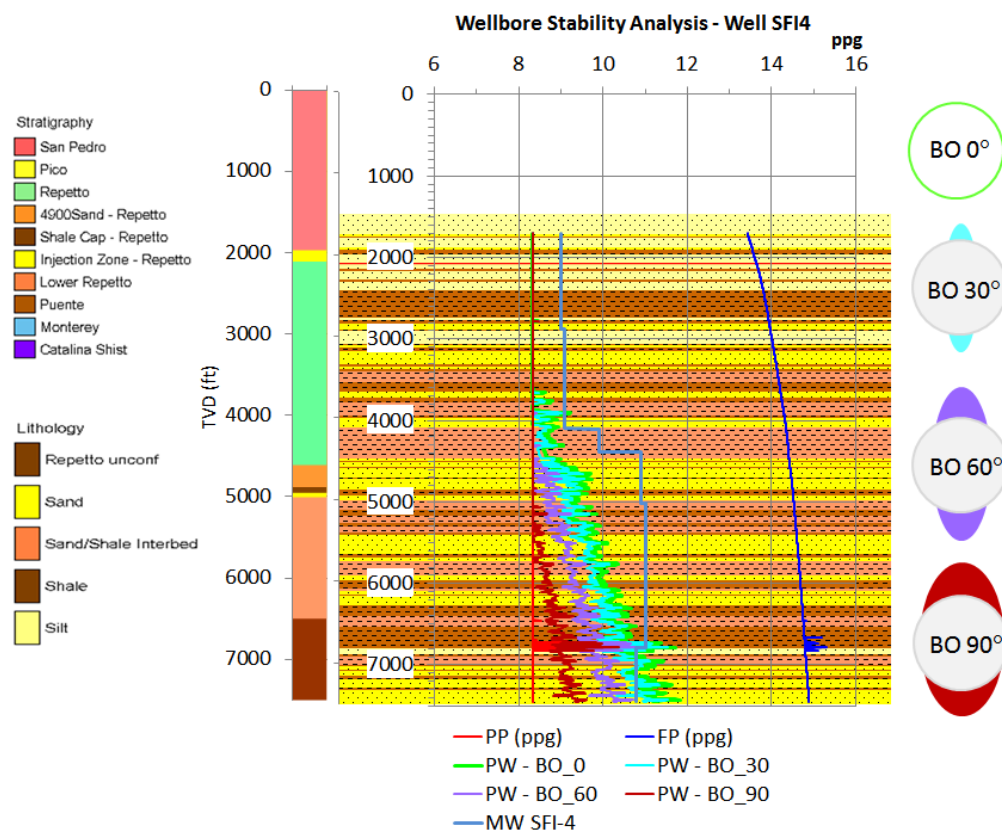 Wellbore Stability Analysis - Well SFI4
ppg
6 8 10 12 14 16
Stratigraphy
San Pedro
Pico
Repetto
4900Sand - Repetto
Shale Cap - Repetto
Injection Zone - Repetto
Lower Repetto
Puente
Monterey
Catalina Shist
Lithology
Repetto unconf
Sand
Sand/Shale Interbed
Shale
Silt
TVD (ft)
0
1000
2000
3000
4000
5000
6000
7000
0
1000
2000
3000
4000
5000
6000
7000
BO 0°
BO 30°
BO 60°
BO 90°
PP (ppg)
FP (ppg)
PW - BO_0
PW - BO_30
PW - BO_60
PW - BO_90
MW SFI-4